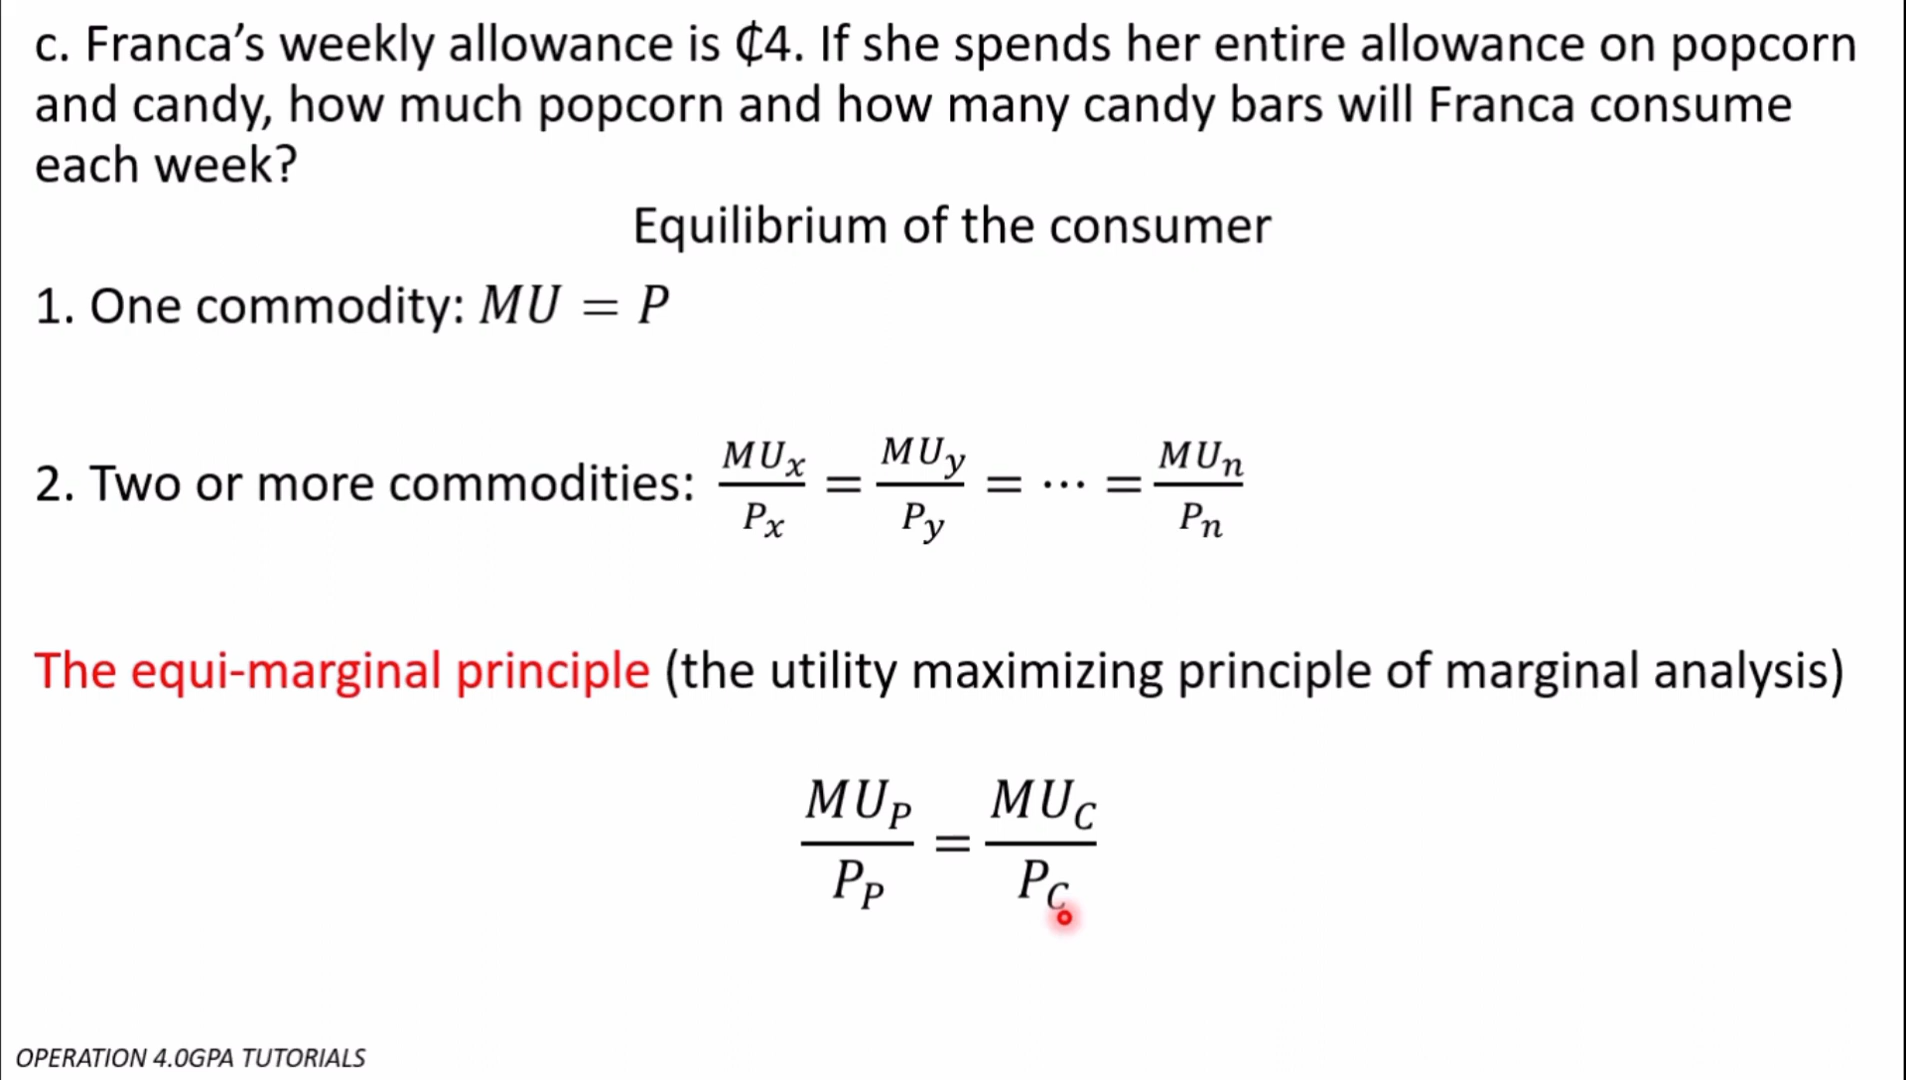 c. Franca’s weekly allowance is ₵4. If she spends her entire allowance on popcorn
and candy, how much popcorn and how many candy bars will Franca consume
each week?
Equilibrium of the consumer
1. One commodity: MU = P
2. Two or more commodities: MUx/Px = MUy/Py = ⋯ = MUn/Pn
The equi-marginal principle (the utility maximizing principle of marginal analysis)
MUP/PP = MUC/PC
OPERATION 4.0GPA TUTORIALS